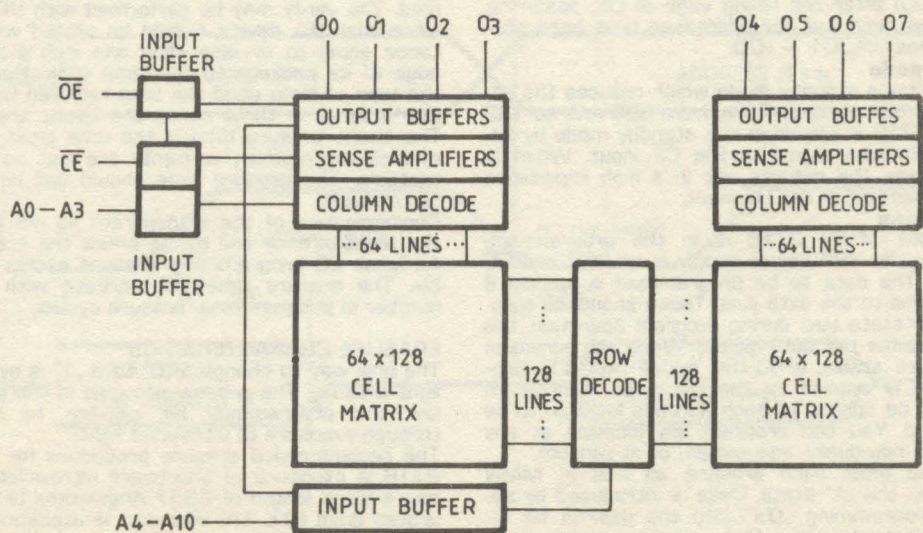 O0 O1 O2 O3
O4 O5 O6 O7
INPUT
BUFFER
OE
CE
A0-A3
INPUT
BUFFER
OUTPUT BUFFERS
SENSE AMPLIFIERS
COLUMN DECODE
64 LINES...
64 x 128
CELL
MATRIX
128
LINES
ROW
DECODE
128
LINES
OUTPUT BUFFES
SENSE AMPLIFIERS
COLUMN DECODE
64 LINES...
64 x 128
CELL
MATRIX
A4-A10
INPUT BUFFER